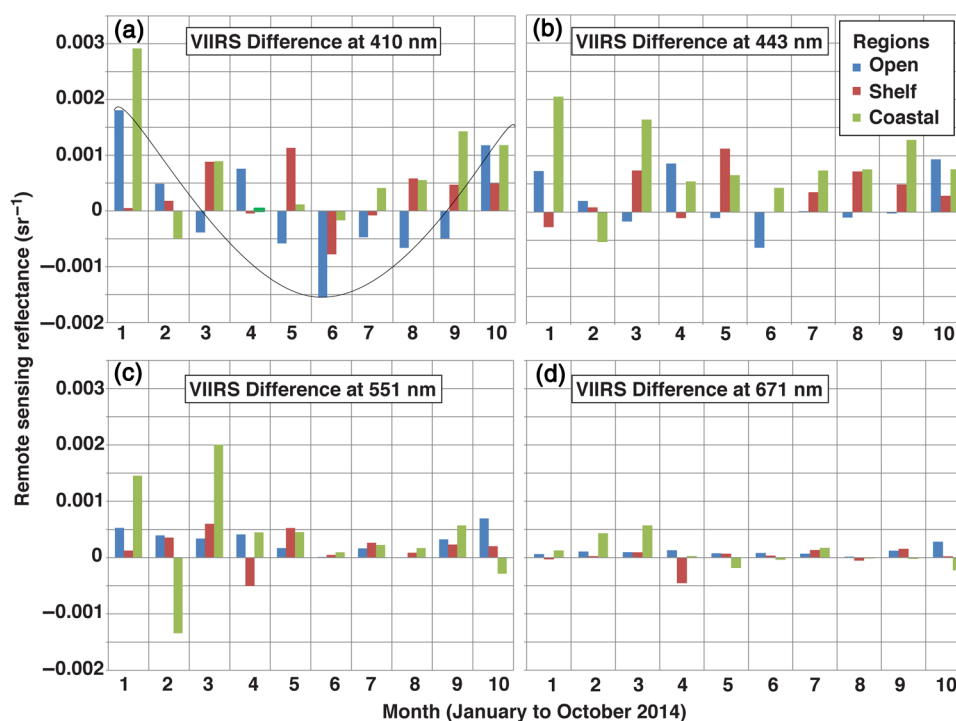 (a)
VIIRS Difference at 410 nm
0.003
0.002
0.001
0
−0.001
−0.002
1 2 3 4 5 6 7 8 9 10
(b)
VIIRS Difference at 443 nm
Regions
Open
Shelf
Coastal
1 2 3 4 5 6 7 8 9 10
(c)
VIIRS Difference at 551 nm
0.003
0.002
0.001
0
−0.001
−0.002
1 2 3 4 5 6 7 8 9 10
(d)
VIIRS Difference at 671 nm
1 2 3 4 5 6 7 8 9 10
Remote sensing reflectance (sr−1)
Month (January to October 2014)